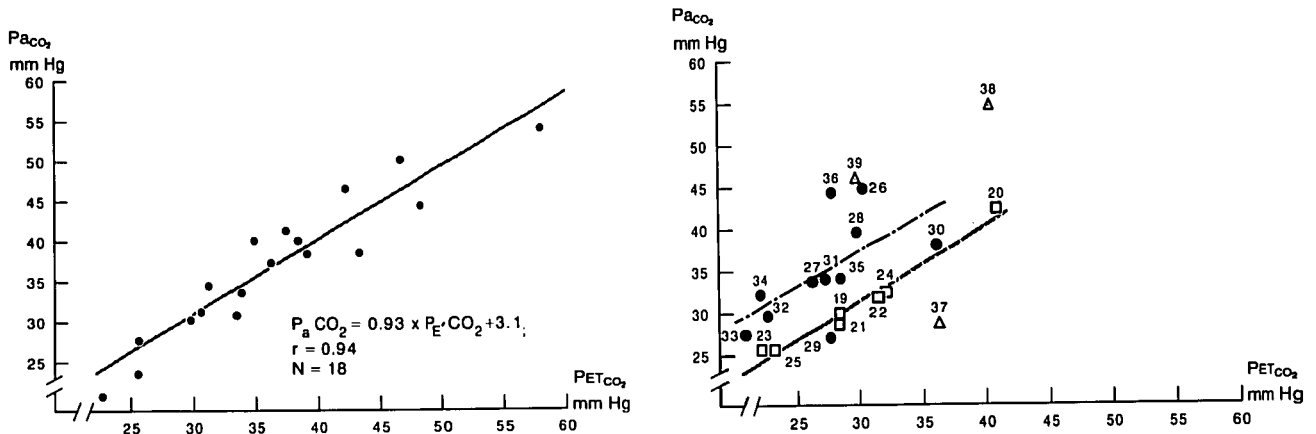 PaCO₂
mm Hg
60
55
50
45
40
35
30
25
PaCO₂ = 0.93 x PE'CO₂+3.1;
r = 0.94
N = 18
PETCO₂
mm Hg
25 30 35 40 45 50 55 60
PaCO₂
mm Hg
60
55
50
45
40
35
30
25
38
39
36
26
20
28
30
27
31
35
24
34
32
19
22
37
33
23
21
29
25
PETCO₂
mm Hg
25 30 35 40 45 50 55 60